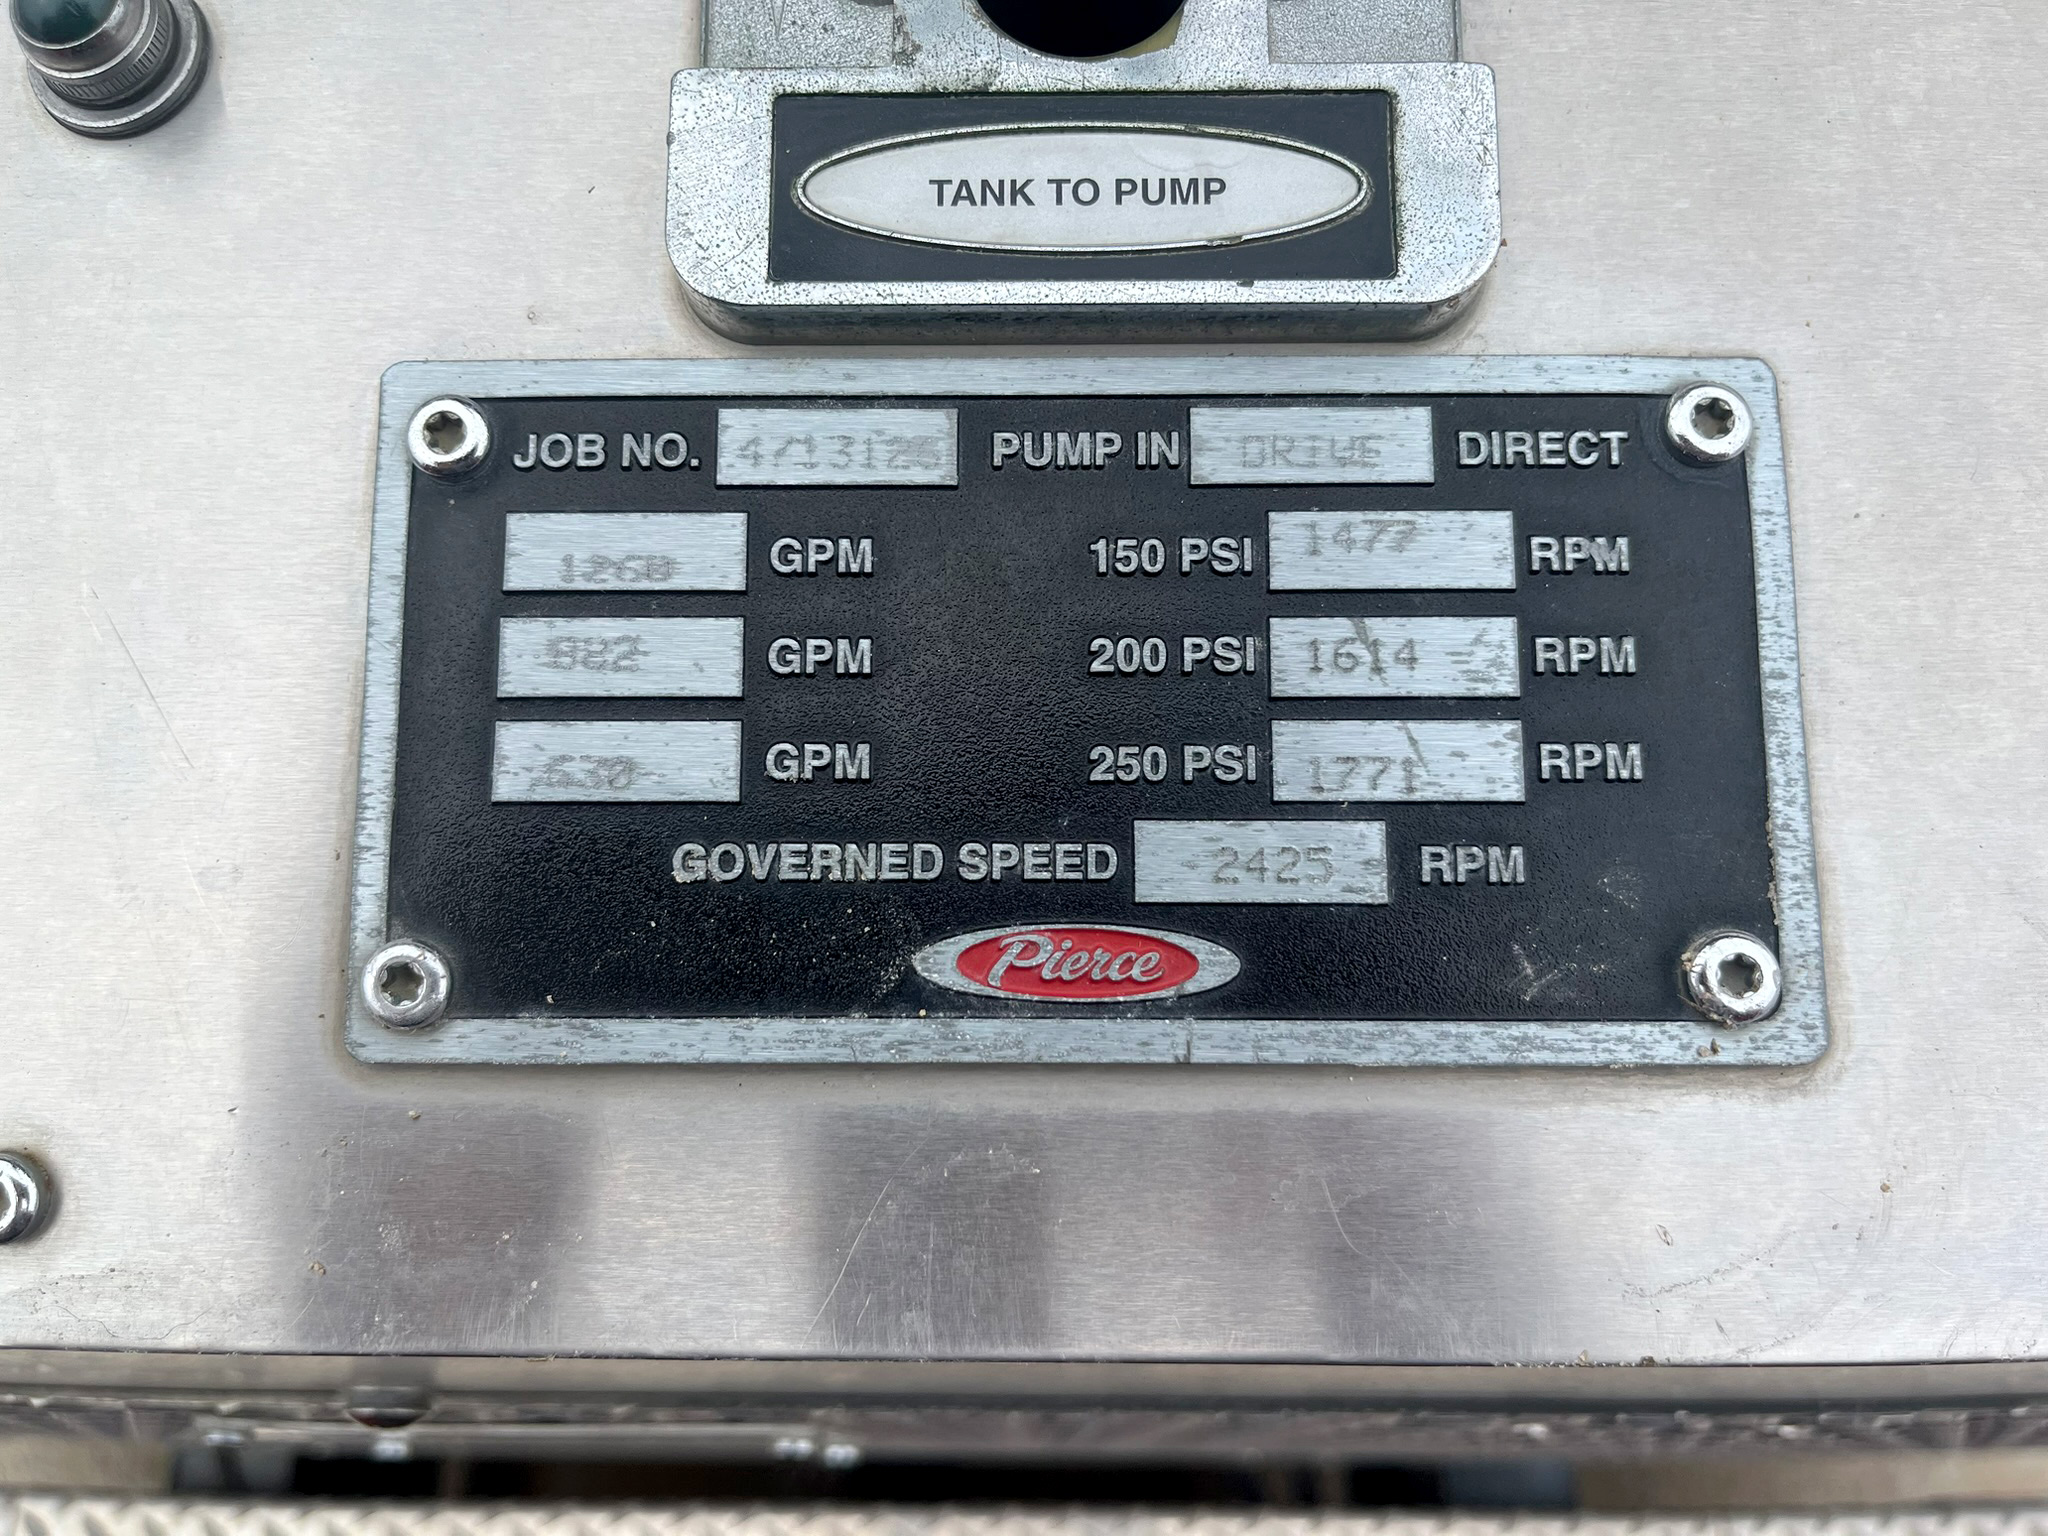 TANK TO PUMP
JOB NO. PUMP IN DRIVE DIRECT
1260 GPM 150 PSI 1477 RPM
882 GPM 200 PSI 1614 RPM
630 GPM 250 PSI 1771 RPM
GOVERNED SPEED 2425 RPM
Pierce